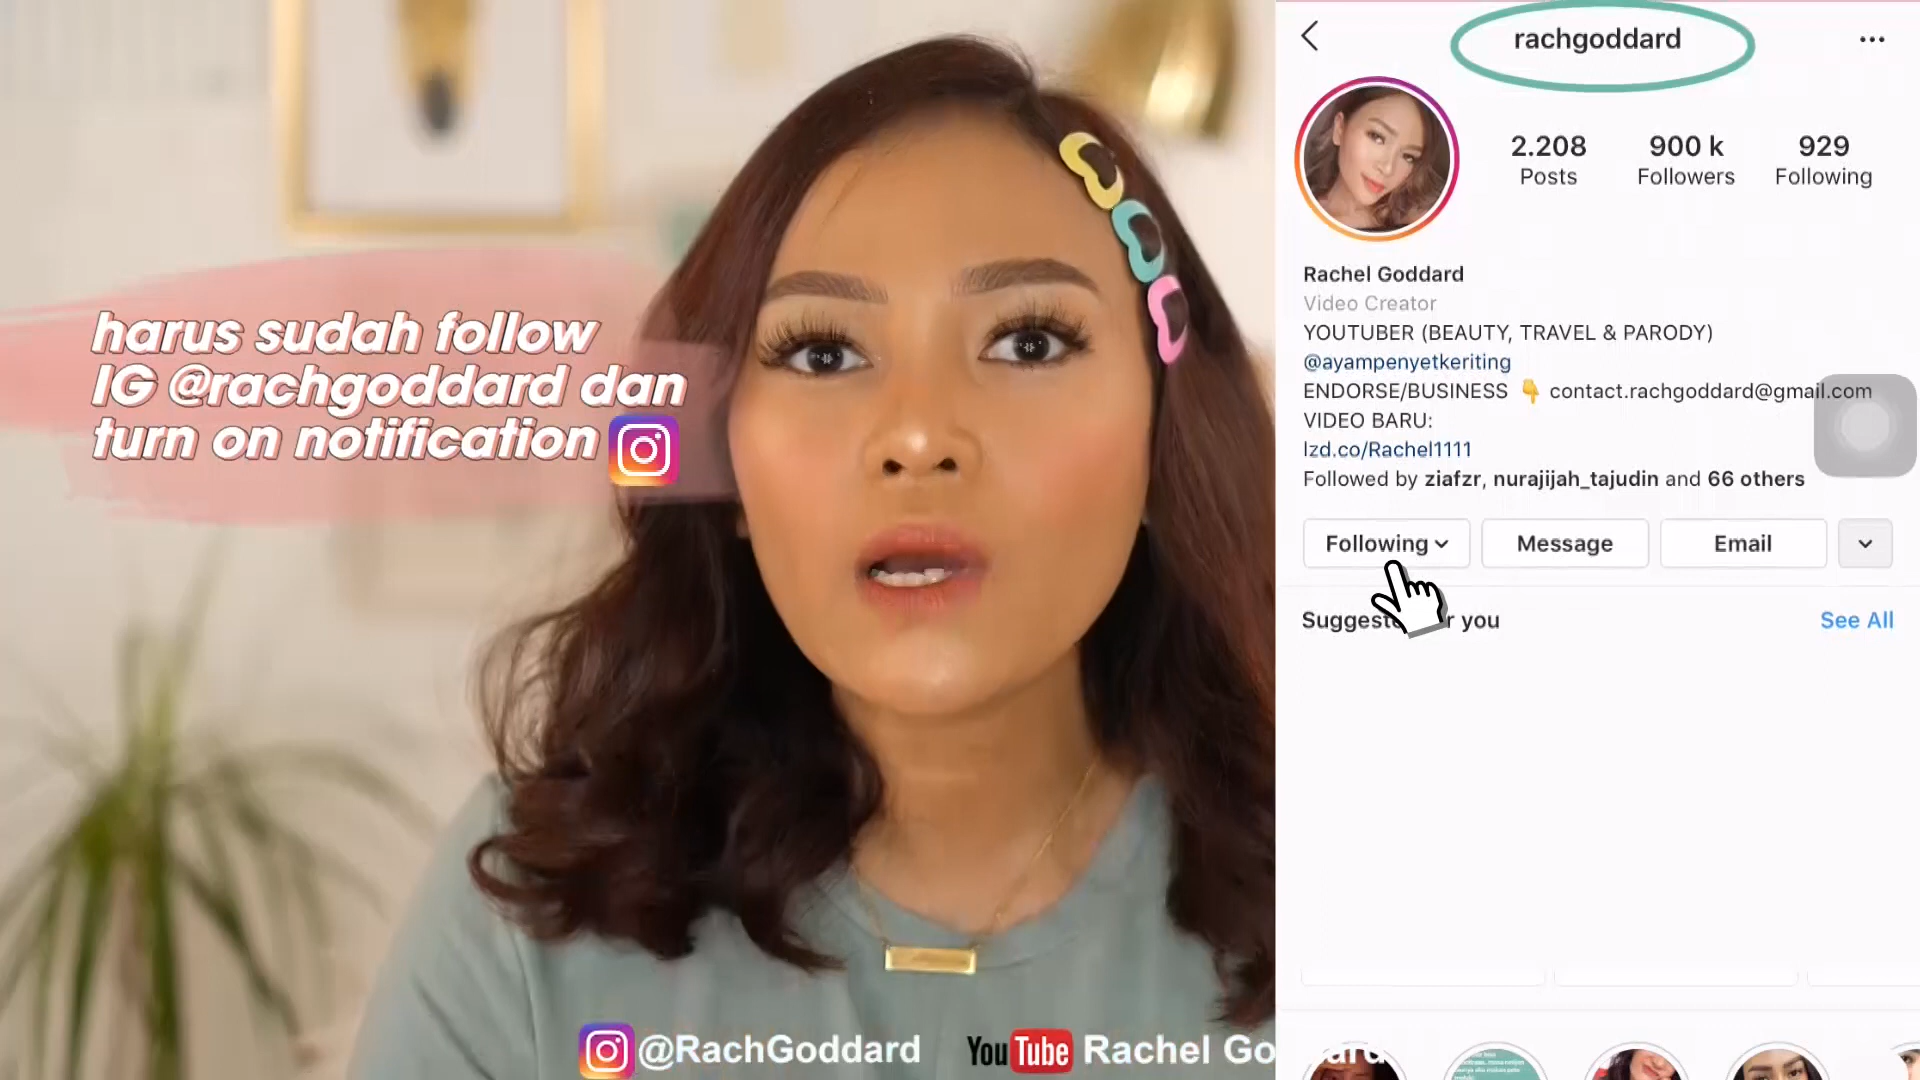 harus sudah follow
IG @rachgoddard dan
turn on notification
@RachGoddard
YouTube Rachel Go
rachgoddard
2.208
Posts
900 k
Followers
929
Following
Rachel Goddard
Video Creator
YOUTUBER (BEAUTY, TRAVEL & PARODY)
@ayampenyetkeriting
ENDORSE/BUSINESS 👇 contact.rachgoddard@gmail.com
VIDEO BARU:
lzd.co/Rachel1111
Followed by ziafzr, nurajijah_tajudin and 66 others
Following
Message
Email
you
See All